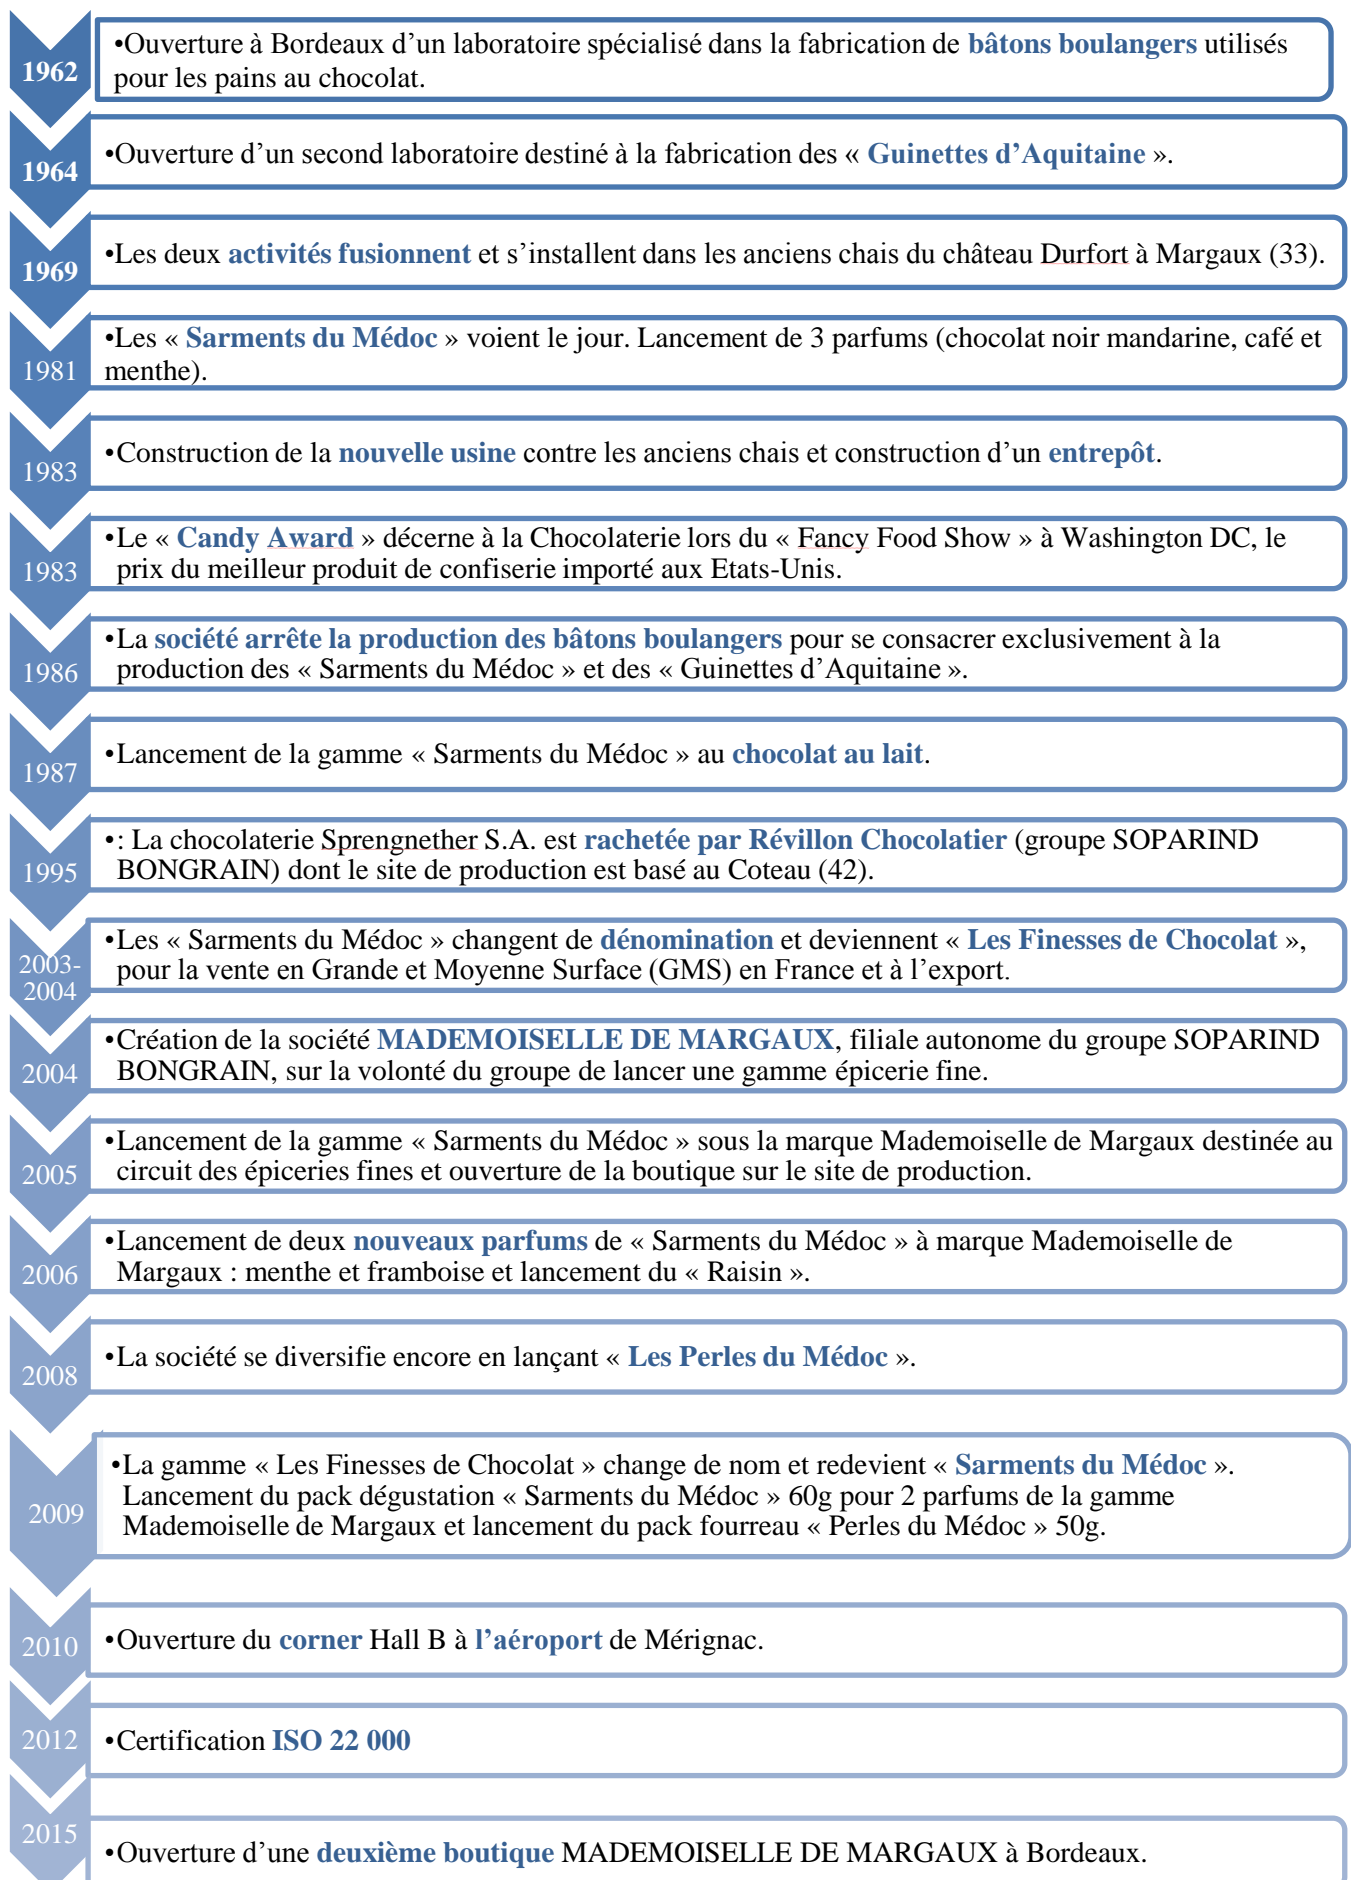 1962
•Ouverture à Bordeaux d’un laboratoire spécialisé dans la fabrication de bâtons boulangers utilisés
pour les pains au chocolat.
1964
•Ouverture d’un second laboratoire destiné à la fabrication des « Guinettes d’Aquitaine ».
1969
•Les deux activités fusionnent et s’installent dans les anciens chais du château Durfort à Margaux (33).
1981
•Les « Sarments du Médoc » voient le jour. Lancement de 3 parfums (chocolat noir mandarine, café et
menthe).
1983
•Construction de la nouvelle usine contre les anciens chais et construction d’un entrepôt.
1983
•Le « Candy Award » décerne à la Chocolaterie lors du « Fancy Food Show » à Washington DC, le
prix du meilleur produit de confiserie importé aux Etats-Unis.
1986
•La société arrête la production des bâtons boulangers pour se consacrer exclusivement à la
production des « Sarments du Médoc » et des « Guinettes d’Aquitaine ».
1987
•Lancement de la gamme « Sarments du Médoc » au chocolat au lait.
1995
•: La chocolaterie Sprengnether S.A. est rachetée par Révillon Chocolatier (groupe SOPARIND
BONGRAIN) dont le site de production est basé au Coteau (42).
2003-
2004
•Les « Sarments du Médoc » changent de dénomination et deviennent « Les Finesses de Chocolat »,
pour la vente en Grande et Moyenne Surface (GMS) en France et à l’export.
2004
•Création de la société MADEMOISELLE DE MARGAUX, filiale autonome du groupe SOPARIND
BONGRAIN, sur la volonté du groupe de lancer une gamme épicerie fine.
2005
•Lancement de la gamme « Sarments du Médoc » sous la marque Mademoiselle de Margaux destinée au
circuit des épiceries fines et ouverture de la boutique sur le site de production.
2006
•Lancement de deux nouveaux parfums de « Sarments du Médoc » à marque Mademoiselle de
Margaux : menthe et framboise et lancement du « Raisin ».
2008
•La société se diversifie encore en lançant « Les Perles du Médoc ».
2009
•La gamme « Les Finesses de Chocolat » change de nom et redevient « Sarments du Médoc ».
Lancement du pack dégustation « Sarments du Médoc » 60g pour 2 parfums de la gamme
Mademoiselle de Margaux et lancement du pack fourreau « Perles du Médoc » 50g.
2010
•Ouverture du corner Hall B à l’aéroport de Mérignac.
2012
•Certification ISO 22 000
2015
•Ouverture d’une deuxième boutique MADEMOISELLE DE MARGAUX à Bordeaux.